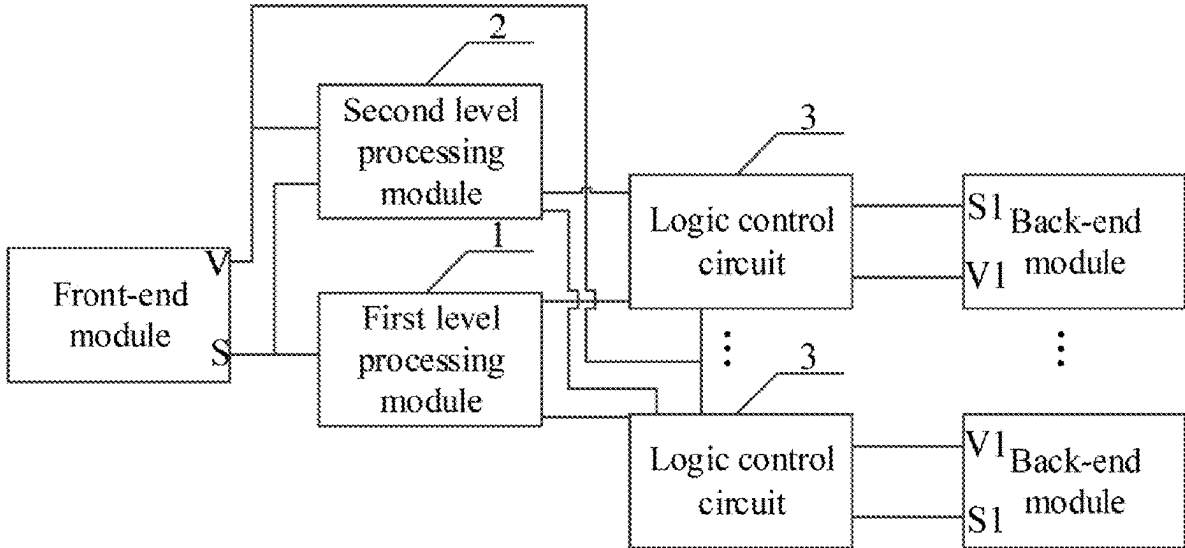 2
Second level
processing
module
3
Logic control
circuit
S1
V1
Back-end
module
V
S
Front-end
module
1
First level
processing
module
3
Logic control
circuit
V1
S1
Back-end
module